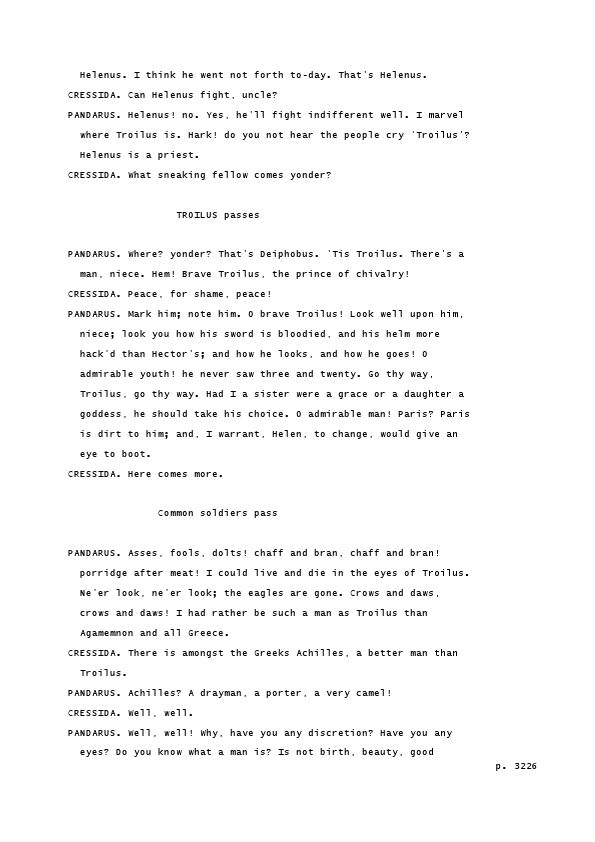 Helenus. I think he went not forth to-day. That's Helenus.
CRESSIDA. Can Helenus fight, uncle?
PANDARUS. Helenus! no. Yes, he'll fight indifferent well. I marvel
where Troilus is. Hark! do you not hear the people cry 'Troilus'?
Helenus is a priest.
CRESSIDA. What sneaking fellow comes yonder?
TROILUS passes
PANDARUS. Where? yonder? That's Deiphobus. 'Tis Troilus. There's a
man, niece. Hem! Brave Troilus, the prince of chivalry!
CRESSIDA. Peace, for shame, peace!
PANDARUS. Mark him; note him. O brave Troilus! Look well upon him,
niece; look you how his sword is bloodied, and his helm more
hack'd than Hector's; and how he looks, and how he goes! O
admirable youth! he never saw three and twenty. Go thy way,
Troilus, go thy way. Had I a sister were a grace or a daughter a
goddess, he should take his choice. O admirable man! Paris? Paris
is dirt to him; and, I warrant, Helen, to change, would give an
eye to boot.
CRESSIDA. Here comes more.
Common soldiers pass
PANDARUS. Asses, fools, dolts! chaff and bran, chaff and bran!
porridge after meat! I could live and die in the eyes of Troilus.
Ne'er look, ne'er look; the eagles are gone. Crows and daws,
crows and daws! I had rather be such a man as Troilus than
Agamemnon and all Greece.
CRESSIDA. There is amongst the Greeks Achilles, a better man than
Troilus.
PANDARUS. Achilles? A drayman, a porter, a very camel!
CRESSIDA. Well, well.
PANDARUS. Well, well! Why, have you any discretion? Have you any
eyes? Do you know what a man is? Is not birth, beauty, good
p. 3226